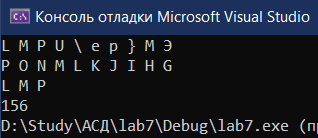 Консоль отладки Microsoft Visual Studio
L M P U \ e p } М Э
P O N M L K J I H G
L M P
156
D:\Study\АСД\lab7\Debug\lab7.exe (п